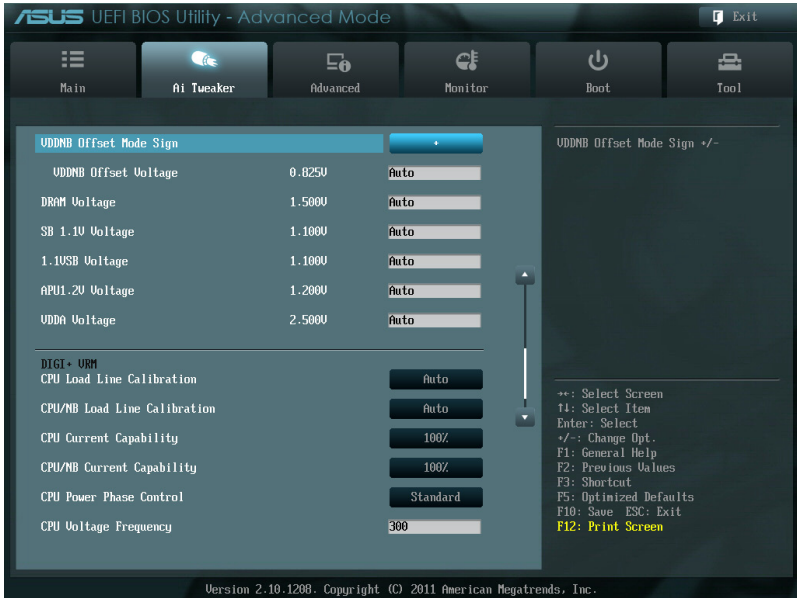 ASUS UEFI BIOS Utility - Advanced Mode
Exit
Main
Ai Tweaker
Advanced
Monitor
Boot
Tool
VDDNB Offset Mode Sign +
VDDNB Offset Voltage 0.825V Auto
DRAM Voltage 1.500V Auto
SB 1.1V Voltage 1.100V Auto
1.1VSB Voltage 1.100V Auto
APU1.2V Voltage 1.200V Auto
VDDA Voltage 2.500V Auto
DIGI+ VRM
CPU Load Line Calibration Auto
CPU/NB Load Line Calibration Auto
CPU Current Capability 100%
CPU/NB Current Capability 100%
CPU Power Phase Control Standard
CPU Voltage Frequency 300
VDDNB Offset Mode Sign +/-
→←: Select Screen
↑↓: Select Item
Enter: Select
+/-: Change Opt.
F1: General Help
F2: Previous Values
F3: Shortcut
F5: Optimized Defaults
F10: Save ESC: Exit
F12: Print Screen
Version 2.10.1208. Copyright (C) 2011 American Megatrends, Inc.